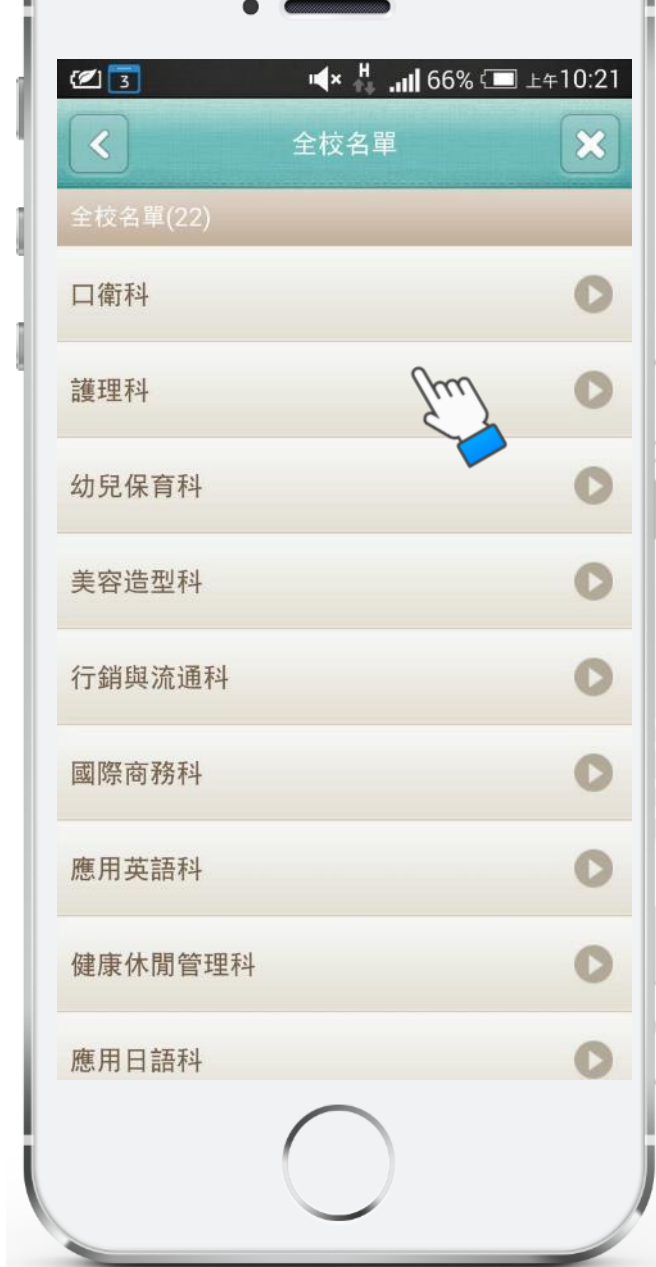 3 H 66% 上午10:21
全校名單
全校名單(22)
口衛科
護理科
幼兒保育科
美容造型科
行銷與流通科
國際商務科
應用英語科
健康休閒管理科
應用日語科